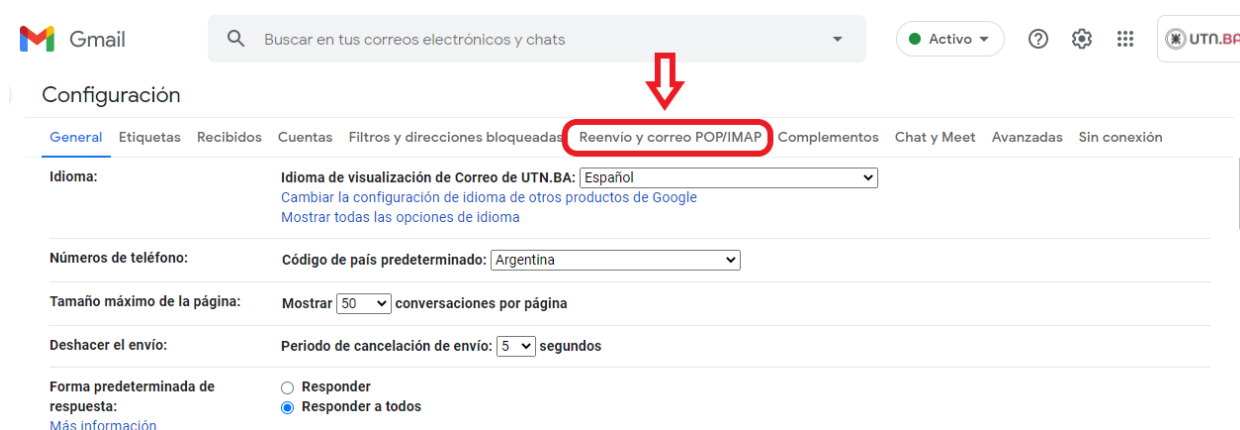 Gmail
Buscar en tus correos electrónicos y chats
Activo
UTN.BA
Configuración
General Etiquetas Recibidos Cuentas Filtros y direcciones bloqueadas Reenvío y correo POP/IMAP Complementos Chat y Meet Avanzadas Sin conexión
Idioma: Idioma de visualización de Correo de UTN.BA: Español
Cambiar la configuración de idioma de otros productos de Google
Mostrar todas las opciones de idioma
Números de teléfono: Código de país predeterminado: Argentina
Tamaño máximo de la página: Mostrar 50 conversaciones por página
Deshacer el envío: Periodo de cancelación de envío: 5 segundos
Forma predeterminada de respuesta: Responder
Responder a todos
Más información